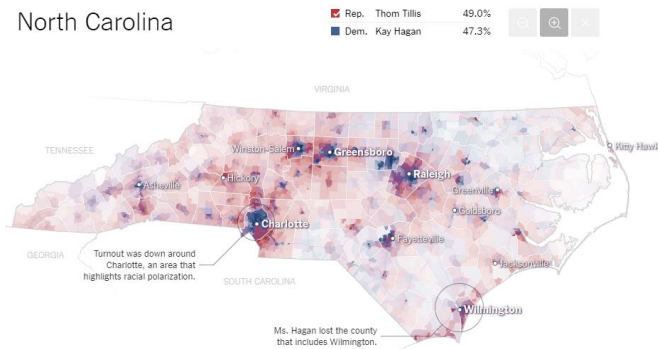 North Carolina
Rep. Thom Tillis 49.0%
Dem. Kay Hagan 47.3%
VIRGINIA
Kitty Hawk
Winston-Salem
Greensboro
TENNESSEE
Raleigh
Hickory
Asheville
Greenville
Goldsboro
Charlotte
Fayetteville
GEORGIA
Turnout was down around
Charlotte, an area that
highlights racial polarization.
Jacksonville
SOUTH CAROLINA
Wilmington
Ms. Hagan lost the county
that includes Wilmington.